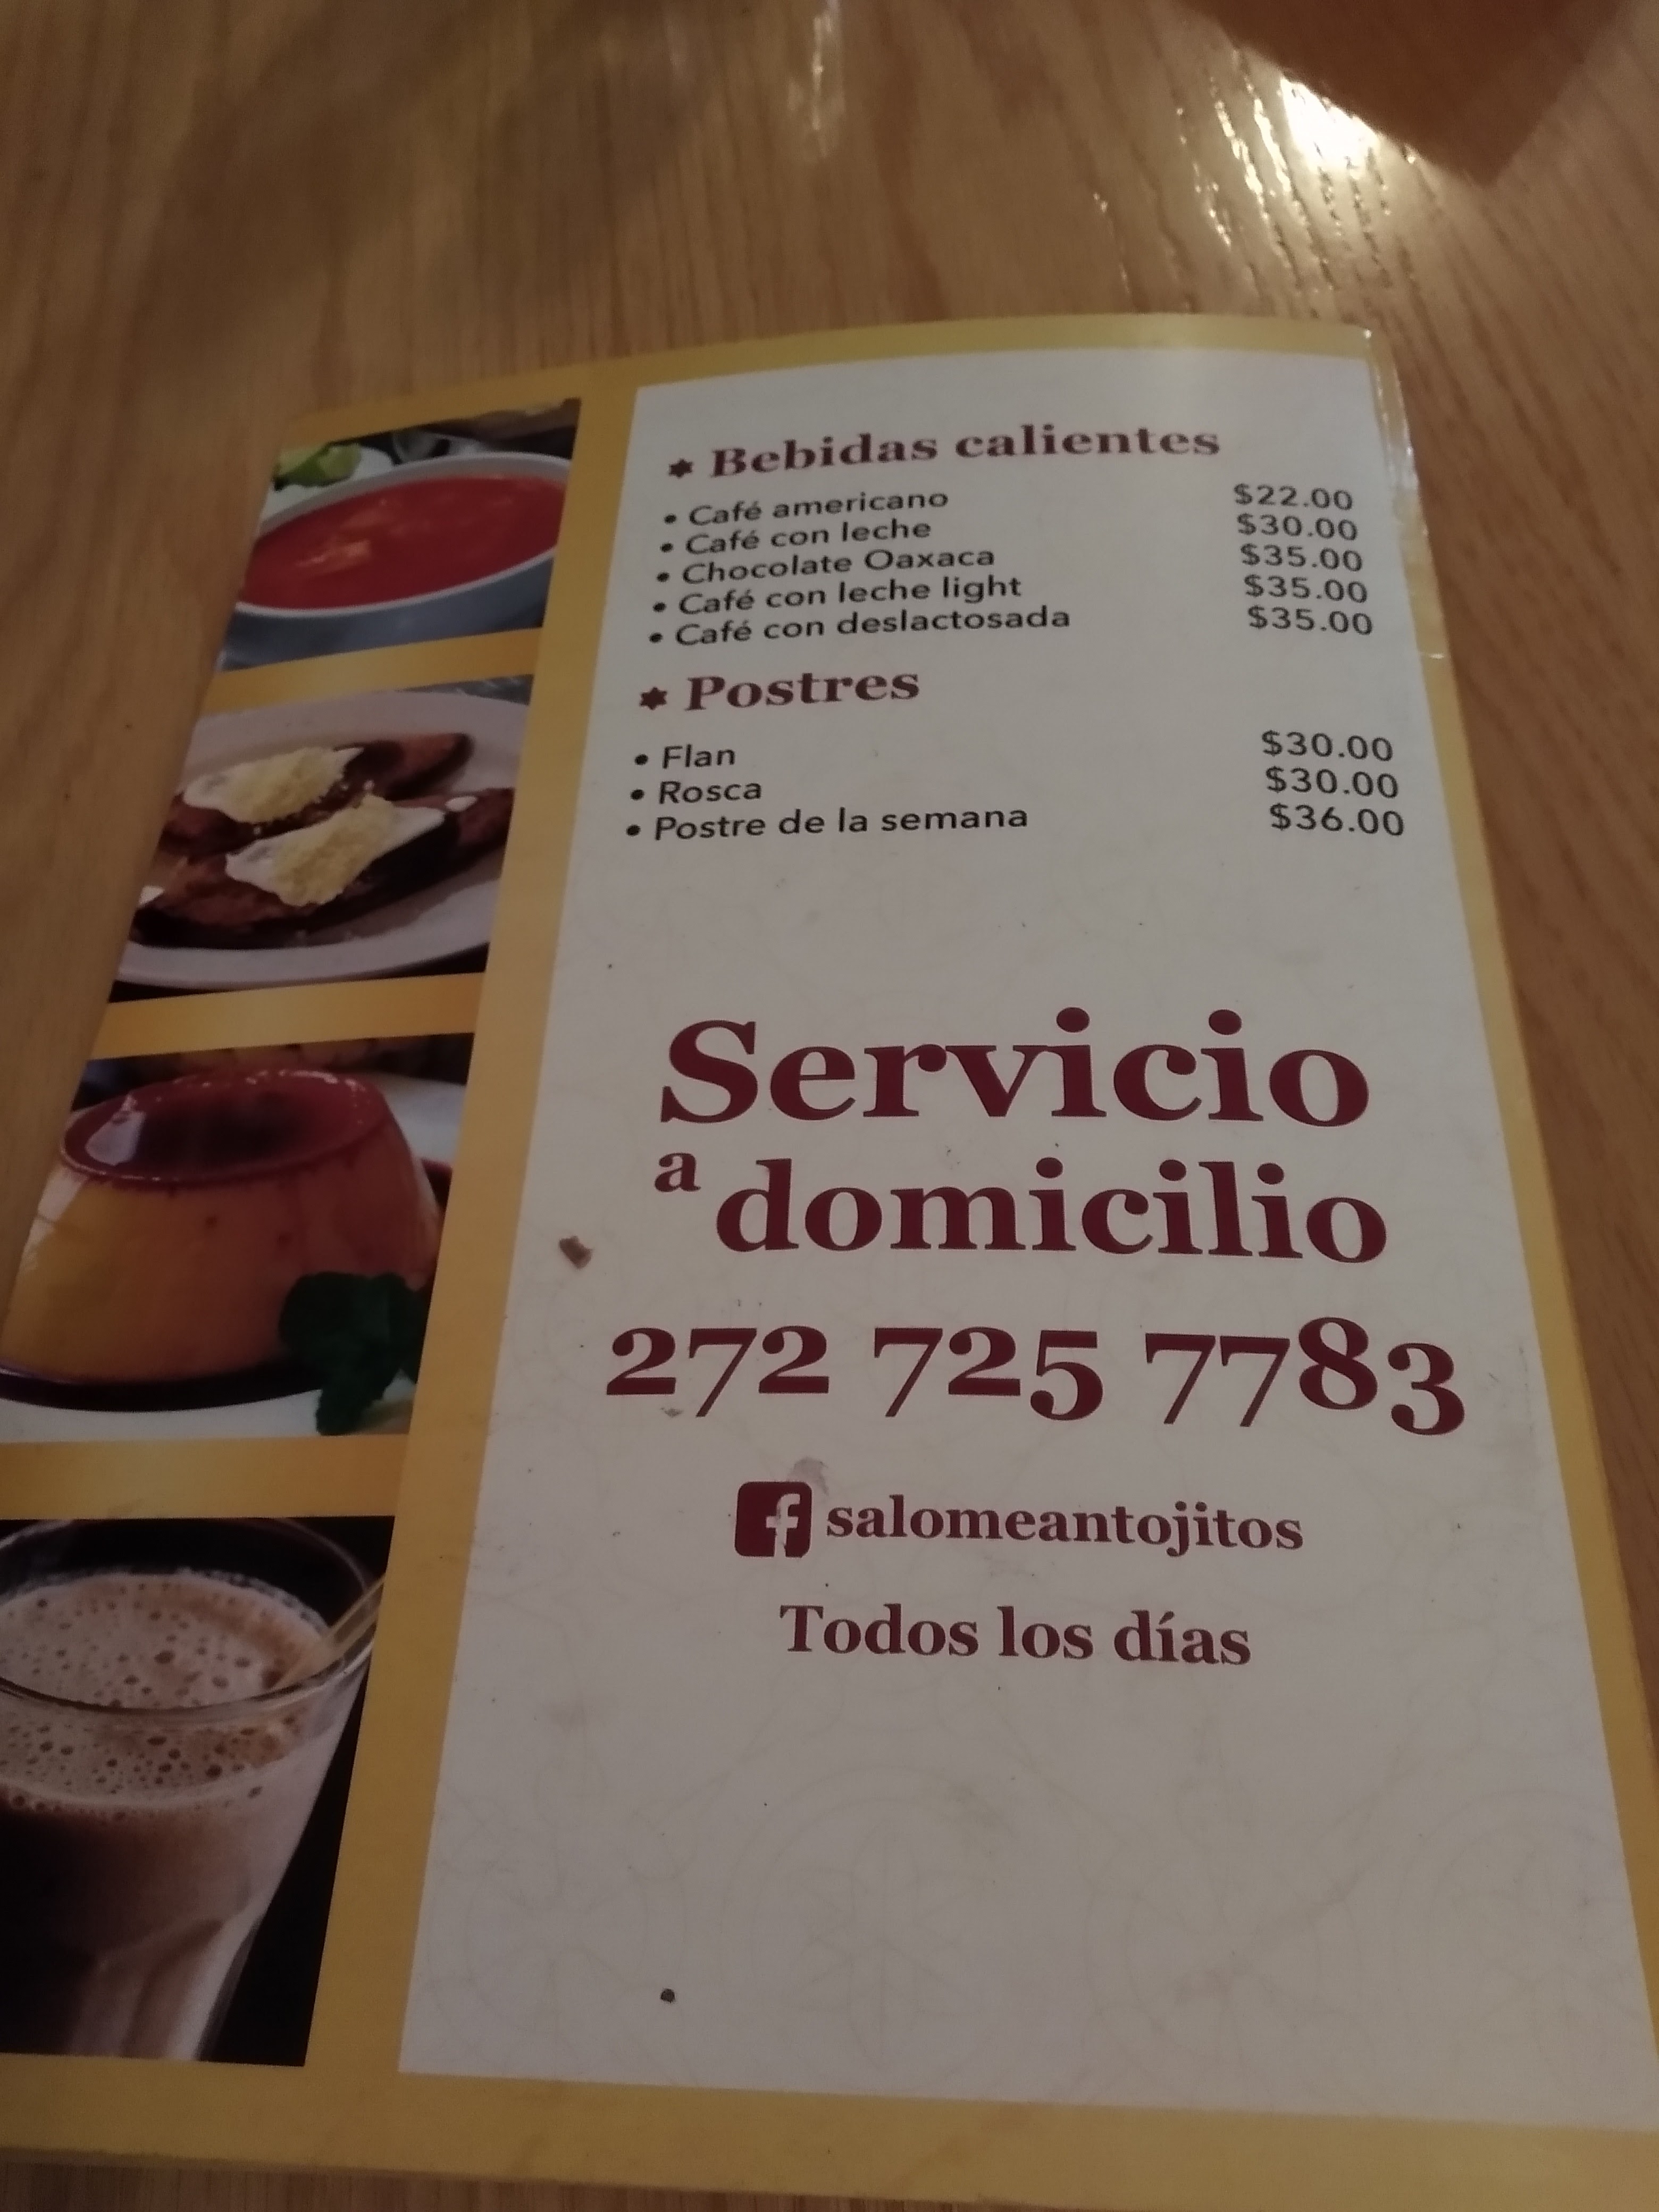 Bebidas calientes
• Café americano $22.00
• Café con leche $30.00
• Chocolate Oaxaca $35.00
• Café con leche light $35.00
• Café con deslactosada $35.00
Postres
• Flan $30.00
• Rosca $30.00
• Postre de la semana $36.00
Servicio
a domicilio
272 725 7783
salomeantojitos
Todos los días